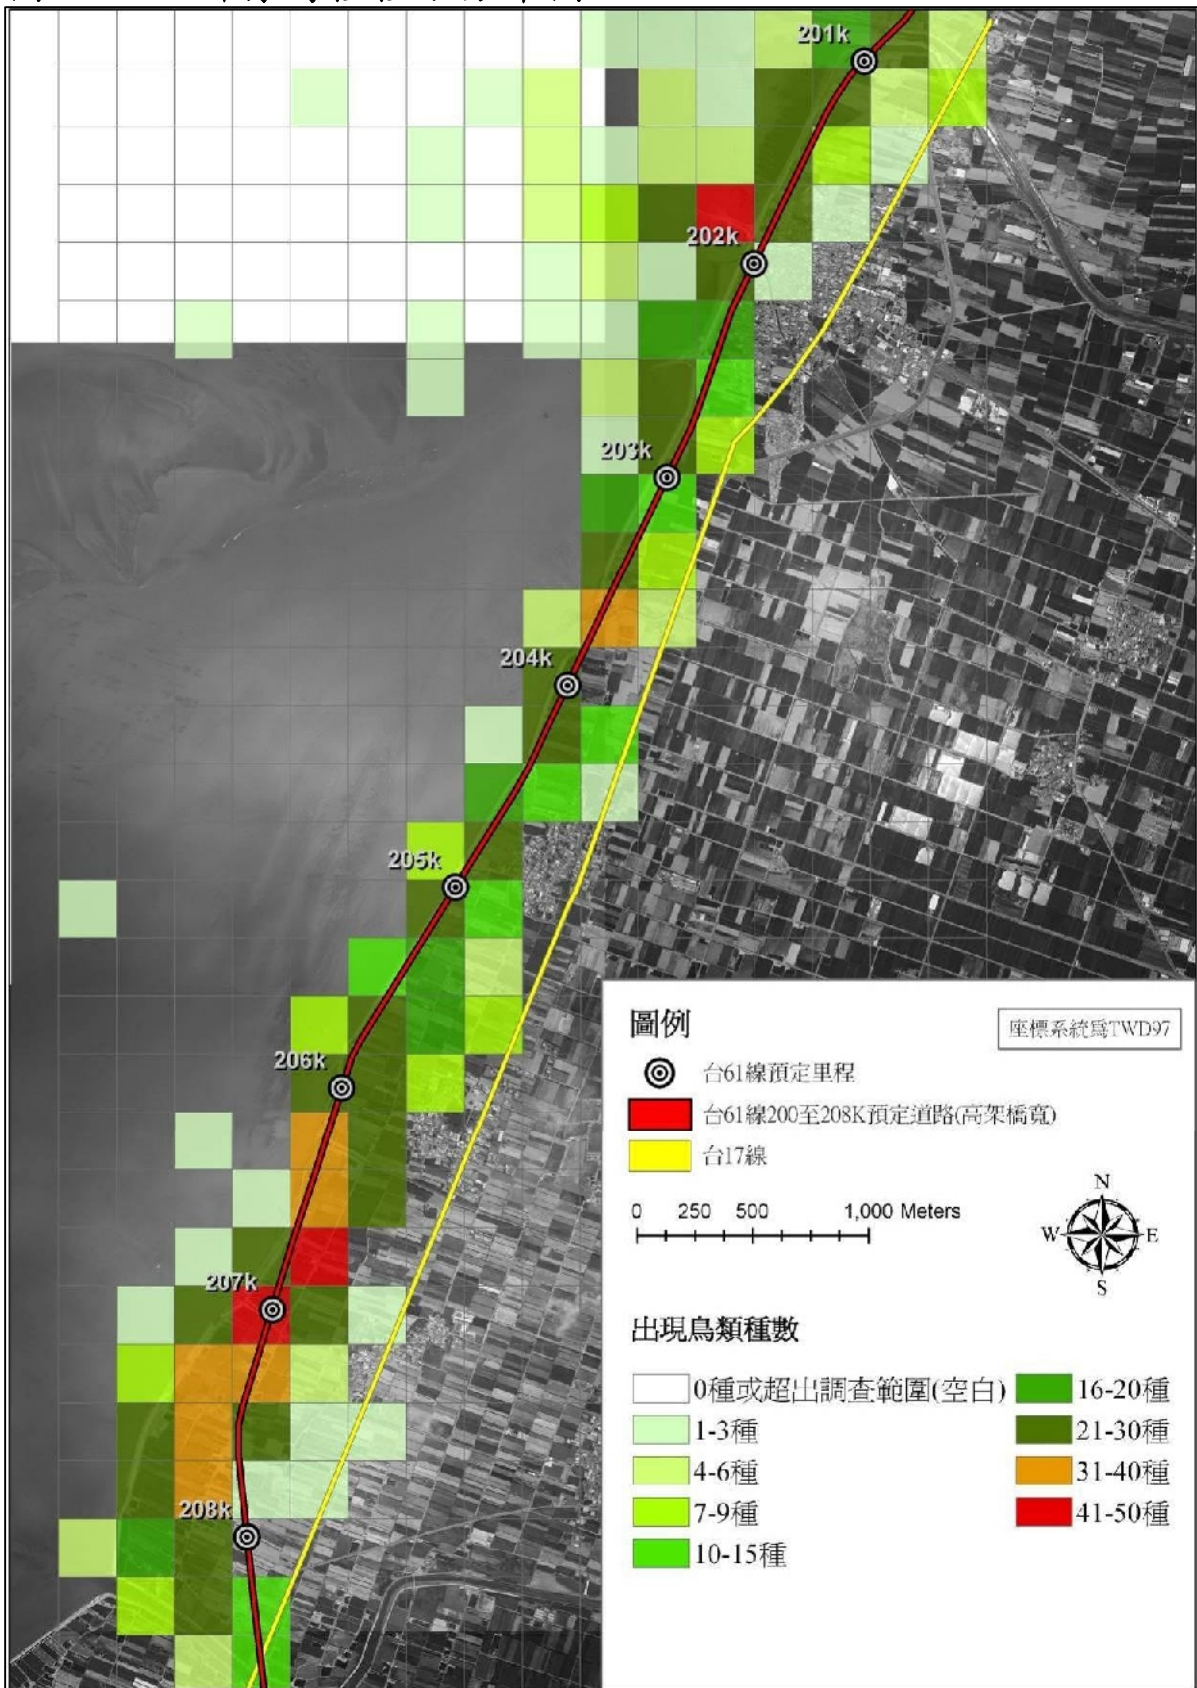 201k
202k
203k
204k
205k
206k
207k
208k
圖例
座標系統為TWD97
台61線預定里程
台61線200至208K預定道路(高架橋寬)
台17線
0 250 500 1,000 Meters
N
W E
S
出現鳥類種數
0種或超出調查範圍(空白)
1-3種
4-6種
7-9種
10-15種
16-20種
21-30種
31-40種
41-50種